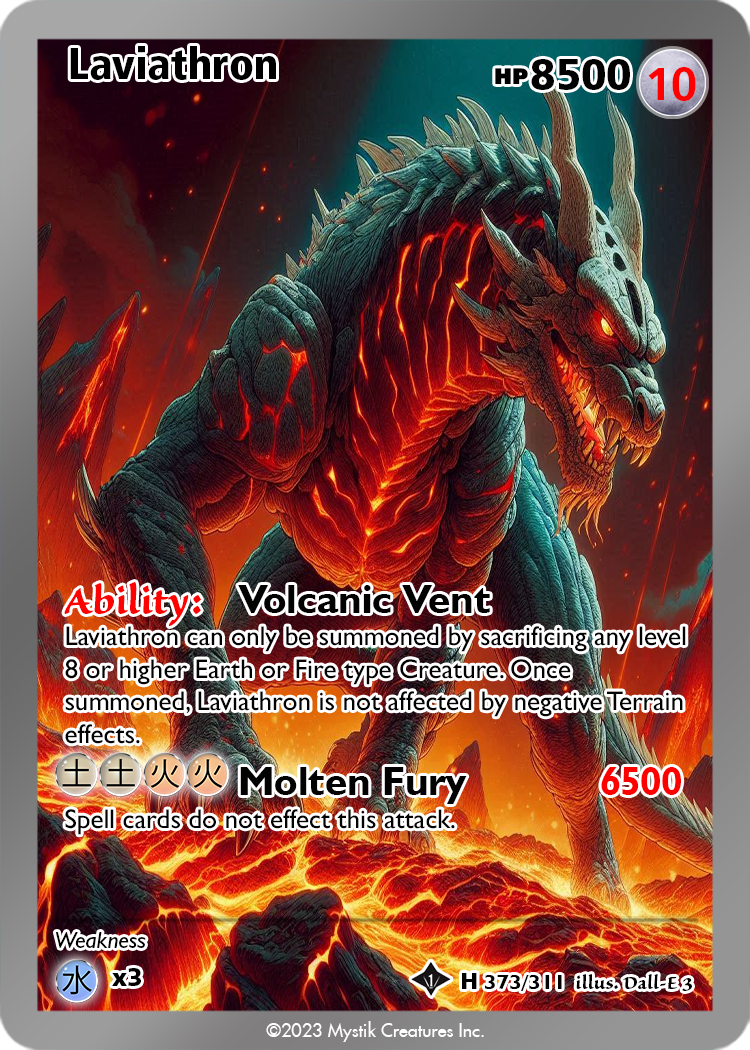 Laviathron
HP8500 10
Ability: Volcanic Vent
Laviathron can only be summoned by sacrificing any level
8 or higher Earth or Fire type Creature. Once
summoned, Laviathron is not affected by negative Terrain
effects.
土 土 火 火 Molten Fury 6500
Spell cards do not effect this attack.
Weakness
水 x3 1 H 373/311 illus. Dall-E 3
©2023 Mystik Creatures Inc.